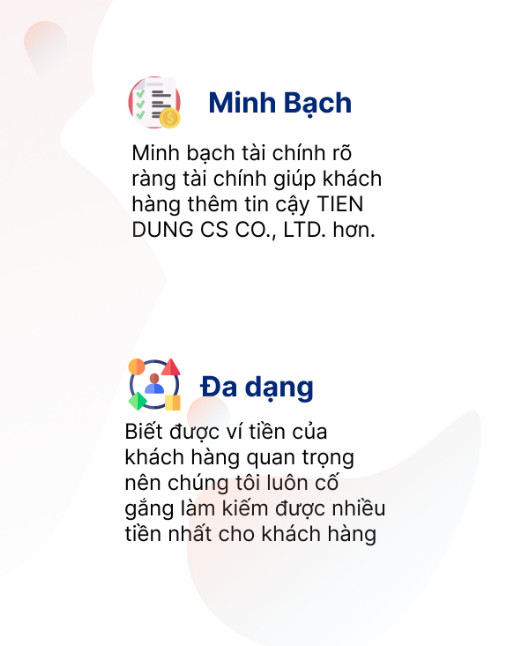 Minh Bạch
Minh bạch tài chính rõ
ràng tài chính giúp khách
hàng thêm tin cậy TIEN
DUNG CS CO., LTD. hơn.
Đa dạng
Biết được ví tiền của
khách hàng quan trọng
nên chúng tôi luôn cố
gắng làm kiếm được nhiều
tiền nhất cho khách hàng